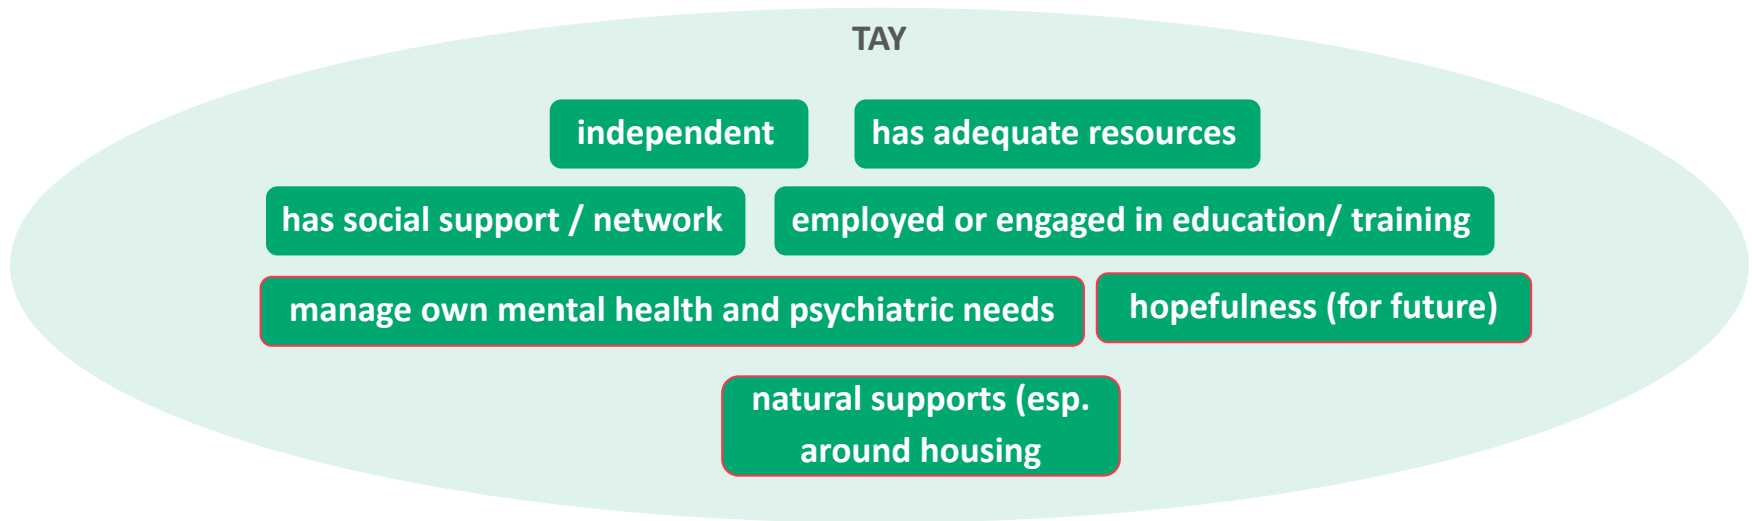 TAY
independent
has adequate resources
has social support / network
employed or engaged in education/ training
manage own mental health and psychiatric needs
hopefulness (for future)
natural supports (esp.
around housing